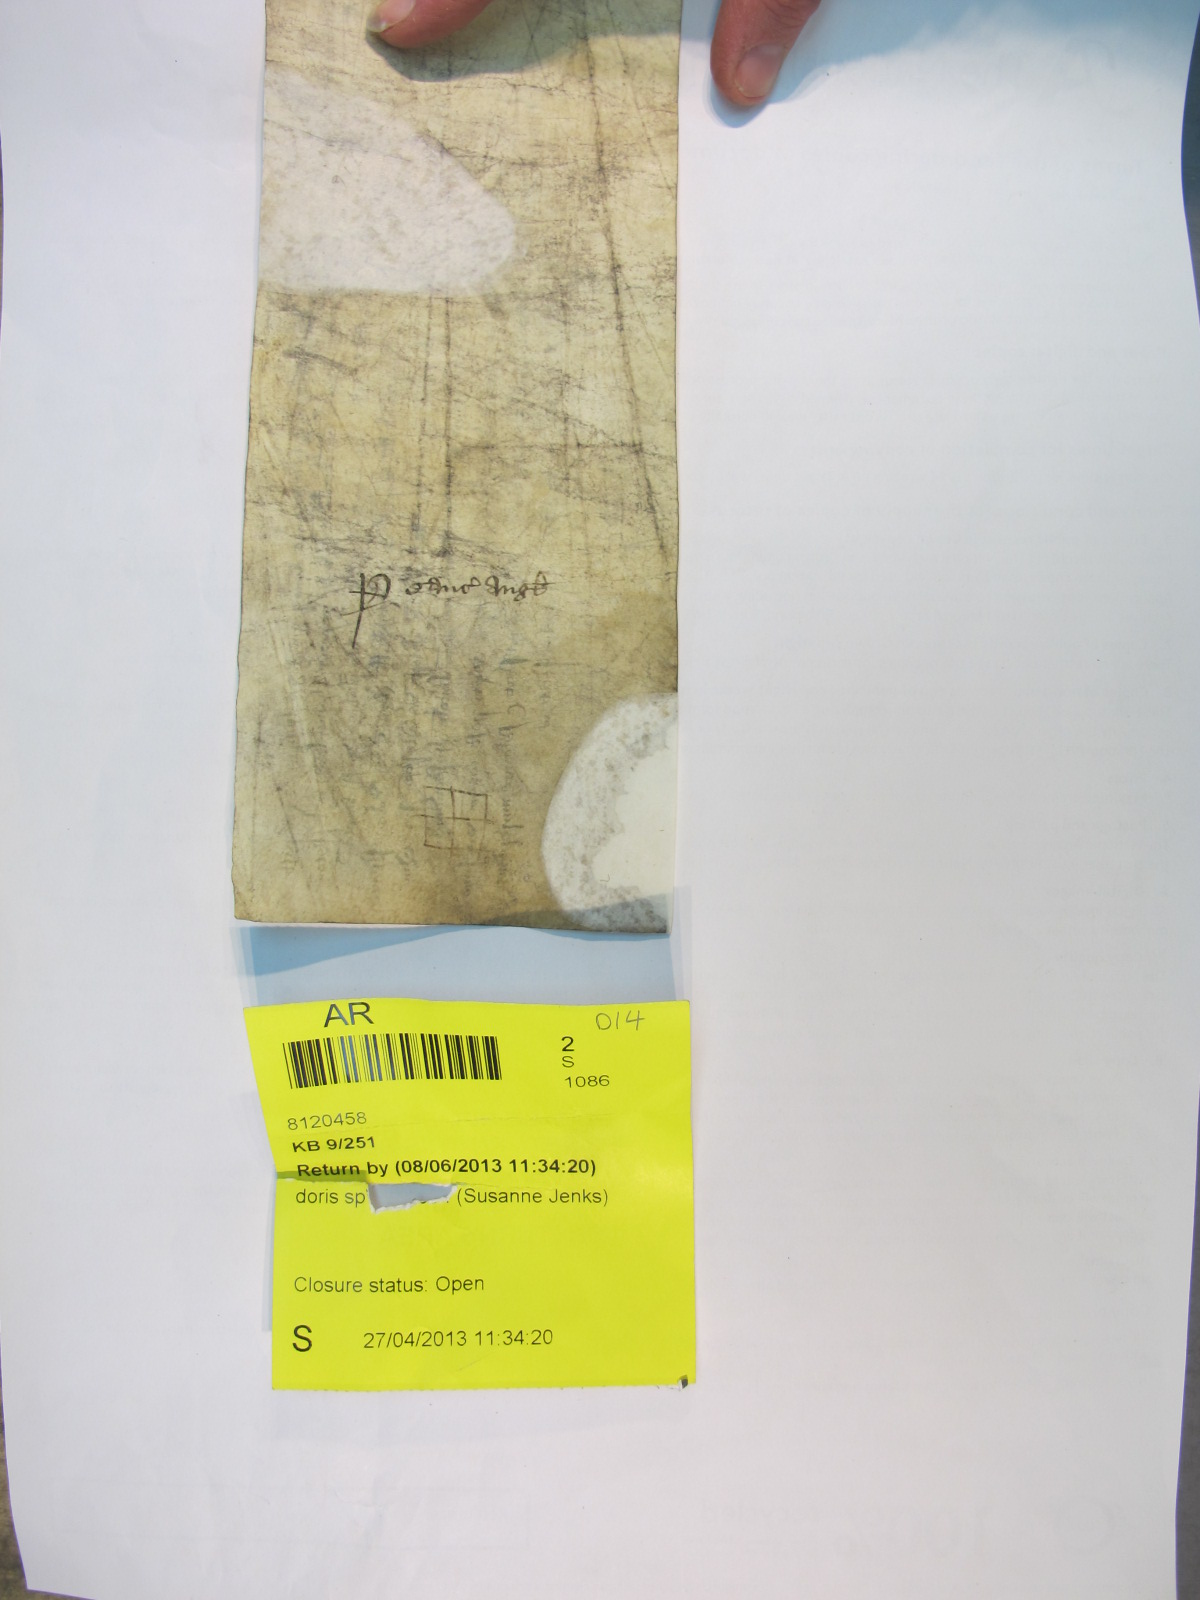 AR
014
2
S
1086
8120458
KB 9/251
Return by (08/06/2013 11:34:20)
doris sp (Susanne Jenks)
Closure status: Open
S 27/04/2013 11:34:20